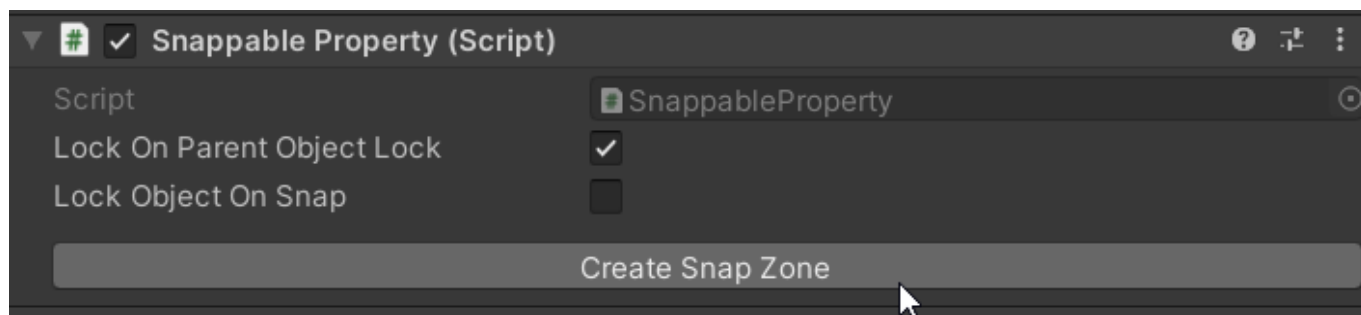 Snappable Property (Script)
Script SnappableProperty
Lock On Parent Object Lock
Lock Object On Snap
Create Snap Zone